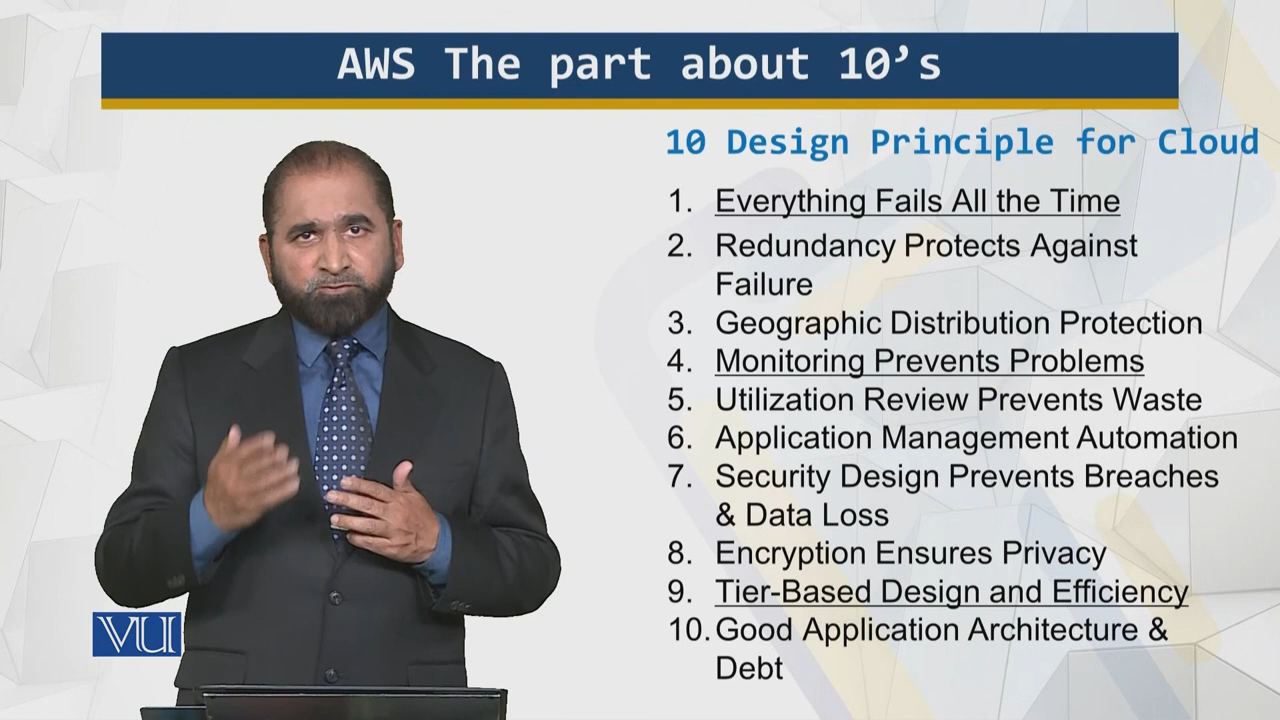 AWS The part about 10’s
10 Design Principle for Cloud
1. Everything Fails All the Time
2. Redundancy Protects Against
Failure
3. Geographic Distribution Protection
4. Monitoring Prevents Problems
5. Utilization Review Prevents Waste
6. Application Management Automation
7. Security Design Prevents Breaches
& Data Loss
8. Encryption Ensures Privacy
9. Tier-Based Design and Efficiency
10. Good Application Architecture &
Debt
VU